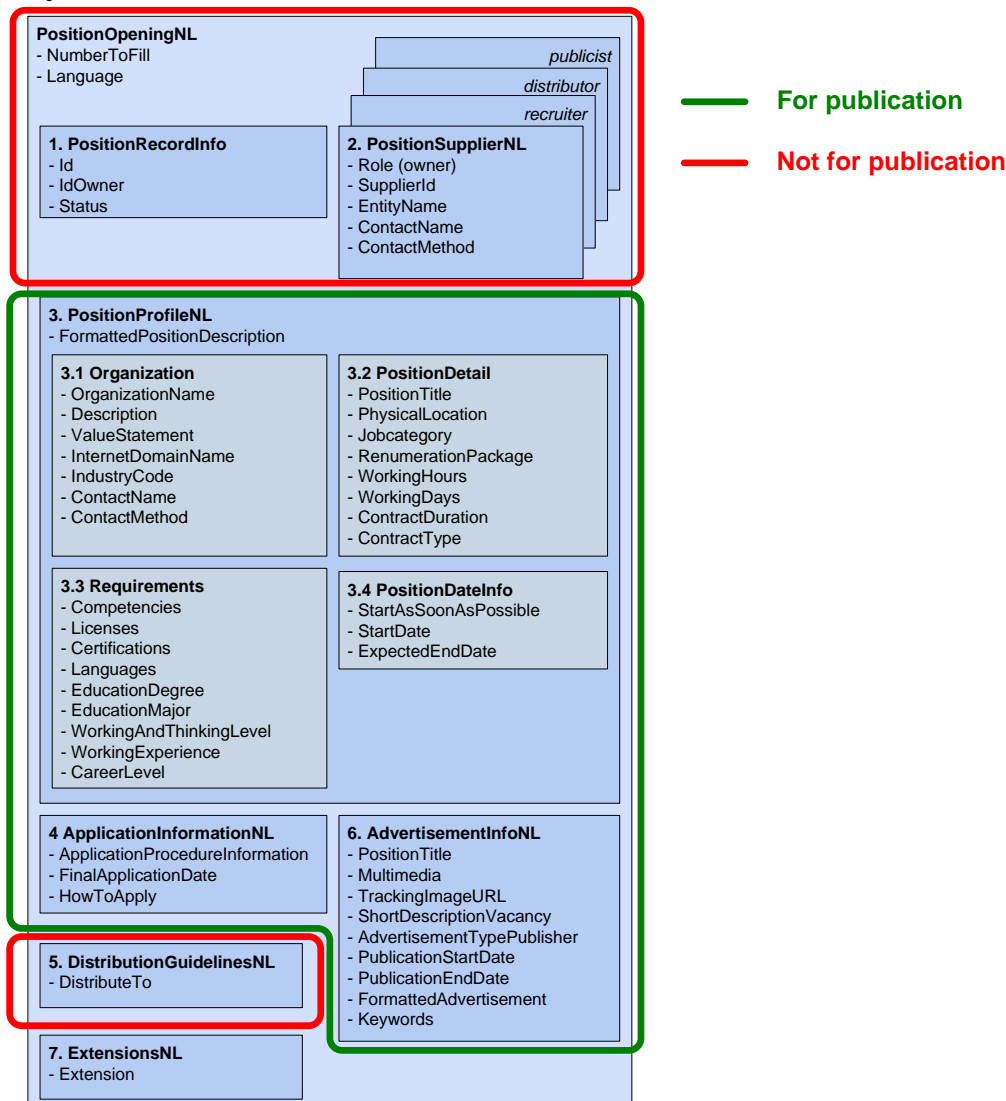 PositionOpeningNL
- NumberToFill
- Language
publicist
distributor
recruiter
1. PositionRecordInfo
- Id
- IdOwner
- Status
2. PositionSupplierNL
- Role (owner)
- SupplierId
- EntityName
- ContactName
- ContactMethod
For publication
Not for publication
3. PositionProfileNL
- FormattedPositionDescription
3.1 Organization
- OrganizationName
- Description
- ValueStatement
- InternetDomainName
- IndustryCode
- ContactName
- ContactMethod
3.2 PositionDetail
- PositionTitle
- PhysicalLocation
- Jobcategory
- RenumerationPackage
- WorkingHours
- WorkingDays
- ContractDuration
- ContractType
3.3 Requirements
- Competencies
- Licenses
- Certifications
- Languages
- EducationDegree
- EducationMajor
- WorkingAndThinkingLevel
- WorkingExperience
- CareerLevel
3.4 PositionDateInfo
- StartAsSoonAsPossible
- StartDate
- ExpectedEndDate
4 ApplicationInformationNL
- ApplicationProcedureInformation
- FinalApplicationDate
- HowToApply
6. AdvertisementInfoNL
- PositionTitle
- Multimedia
- TrackingImageURL
- ShortDescriptionVacancy
- AdvertisementTypePublisher
- PublicationStartDate
- PublicationEndDate
- FormattedAdvertisement
- Keywords
5. DistributionGuidelinesNL
- DistributeTo
7. ExtensionsNL
- Extension